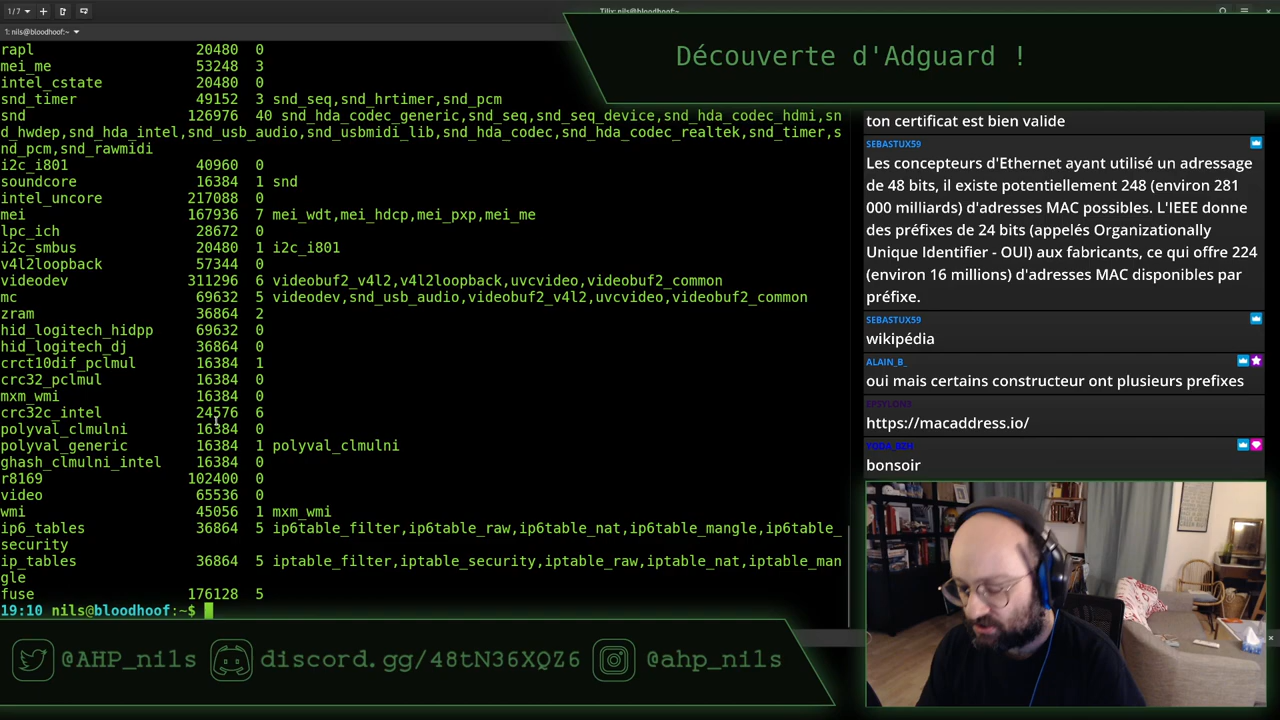 1/7
Tilix: nils@bloodhoof:~
1: nils@bloodhoof:~
Découverte d'Adguard !
rapl 20480 0
mei_me 53248 3
intel_cstate 20480 0
snd_timer 49152 3 snd_seq,snd_hrtimer,snd_pcm
snd 126976 40 snd_hda_codec_generic,snd_seq,snd_seq_device,snd_hda_codec_hdmi,sn
d_hwdep,snd_hda_intel,snd_usb_audio,snd_usbmidi_lib,snd_hda_codec,snd_hda_codec_realtek,snd_timer,s
nd_pcm,snd_rawmidi
i2c_i801 40960 0
soundcore 16384 1 snd
intel_uncore 217088 0
mei 167936 7 mei_wdt,mei_hdcp,mei_pxp,mei_me
lpc_ich 28672 0
i2c_smbus 20480 1 i2c_i801
v4l2loopback 57344 0
videodev 311296 6 videobuf2_v4l2,v4l2loopback,uvcvideo,videobuf2_common
mc 69632 5 videodev,snd_usb_audio,videobuf2_v4l2,uvcvideo,videobuf2_common
zram 36864 2
hid_logitech_hidpp 69632 0
hid_logitech_dj 36864 0
crct10dif_pclmul 16384 1
crc32_pclmul 16384 0
mxm_wmi 16384 0
crc32c_intel 24576 6
polyval_clmulni 16384 0
polyval_generic 16384 1 polyval_clmulni
ghash_clmulni_intel 16384 0
r8169 102400 0
video 65536 0
wmi 45056 1 mxm_wmi
ip6_tables 36864 5 ip6table_filter,ip6table_raw,ip6table_nat,ip6table_mangle,ip6table_
security
ip_tables 36864 5 iptable_filter,iptable_security,iptable_raw,iptable_nat,iptable_man
gle
fuse 176128 5
19:10 nils@bloodhoof:~$
ton certificat est bien valide
SEBASTUX59
Les concepteurs d'Ethernet ayant utilisé un adressage
de 48 bits, il existe potentiellement 248 (environ 281
000 milliards) d'adresses MAC possibles. L'IEEE donne
des préfixes de 24 bits (appelés Organizationally
Unique Identifier - OUI) aux fabricants, ce qui offre 224
(environ 16 millions) d'adresses MAC disponibles par
préfixe.
SEBASTUX59
wikipédia
ALAIN_B_
oui mais certains constructeur ont plusieurs prefixes
EPSYLON9
https://macaddress.io/
YODA_BZH
bonsoir
@AHP_nils
discord.gg/48tN36XQZ6
@ahp_nils